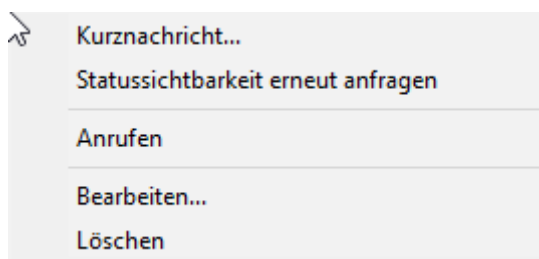 Kurznachricht...
Statussichtbarkeit erneut anfragen
Anrufen
Bearbeiten...
Löschen